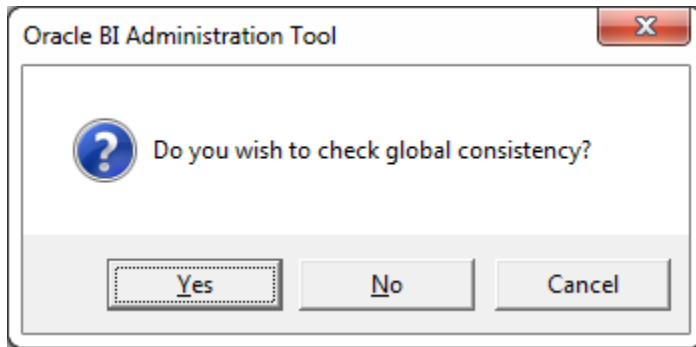 Oracle BI Administration Tool
Do you wish to check global consistency?
Yes
No
Cancel